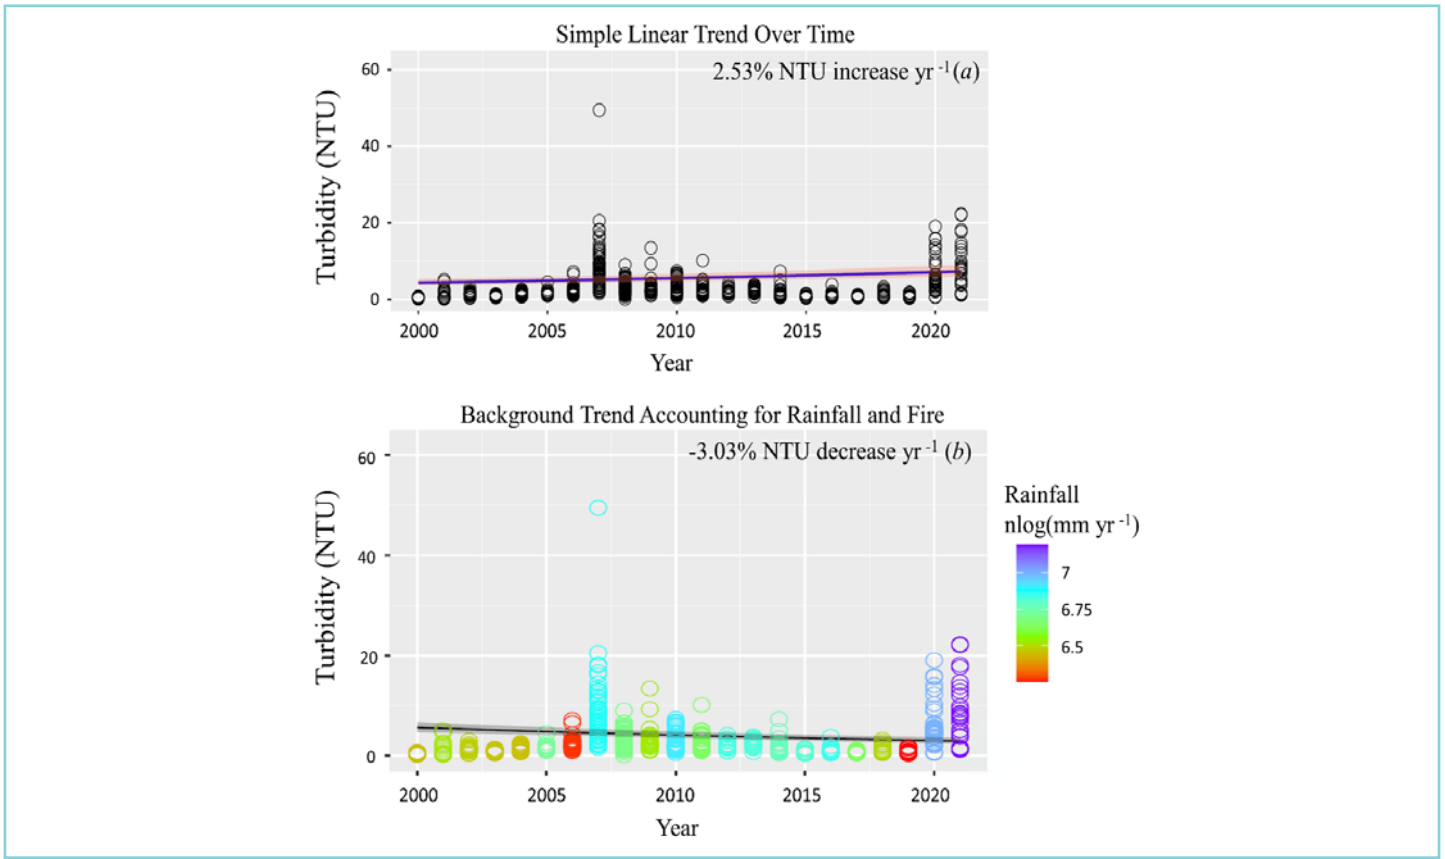 Simple Linear Trend Over Time
2.53% NTU increase yr -1 (a)
Turbidity (NTU)
60
40
20
0
2000 2005 2010 2015 2020
Year
Background Trend Accounting for Rainfall and Fire
-3.03% NTU decrease yr -1 (b)
Turbidity (NTU)
60
40
20
0
2000 2005 2010 2015 2020
Year
Rainfall
nlog(mm yr -1)
7
6.75
6.5